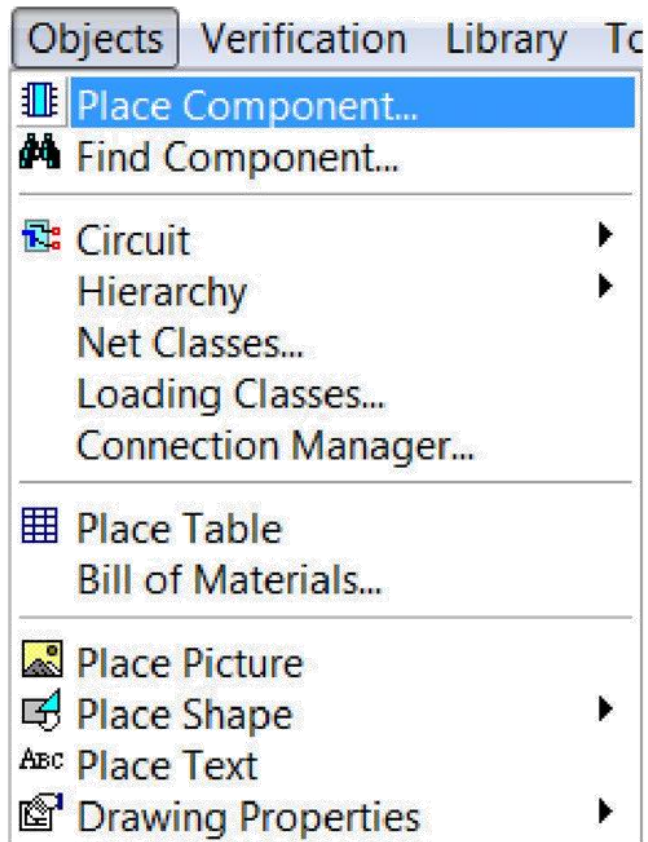 Objects Verification Library
Place Component...
Find Component...
Circuit
Hierarchy
Net Classes...
Loading Classes...
Connection Manager...
Place Table
Bill of Materials...
Place Picture
Place Shape
ABC Place Text
Drawing Properties